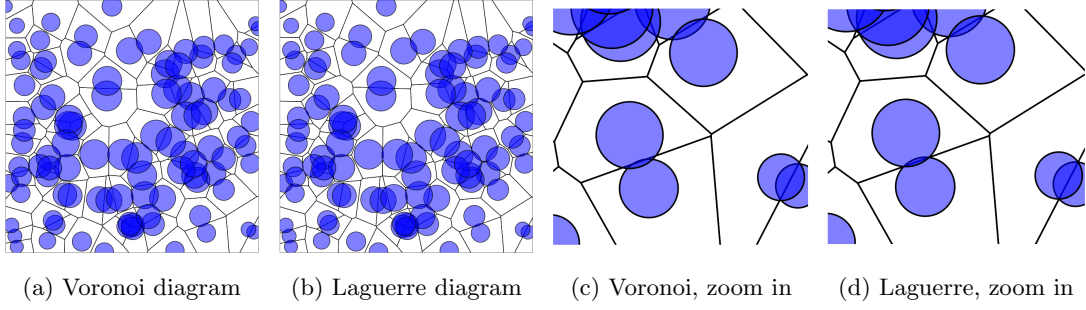 (a) Voronoi diagram
(b) Laguerre diagram
(c) Voronoi, zoom in
(d) Laguerre, zoom in